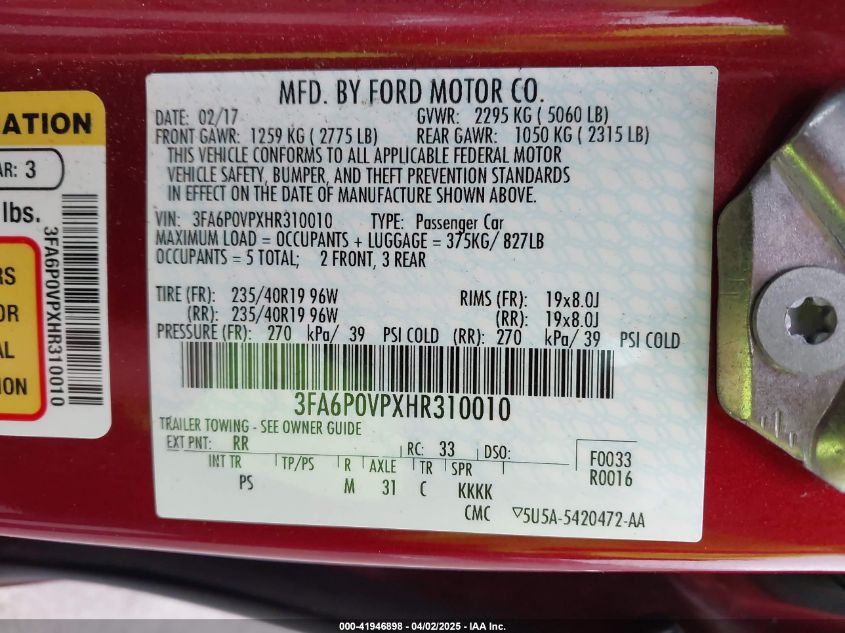 ATION
AR: 3
lbs.
RS
OR
AL
ION
3FA6P0VPXHR310010
MFD. BY FORD MOTOR CO.
DATE: 02/17 GVWR: 2295 KG ( 5060 LB)
FRONT GAWR: 1259 KG ( 2775 LB) REAR GAWR: 1050 KG ( 2315 LB)
THIS VEHICLE CONFORMS TO ALL APPLICABLE FEDERAL MOTOR
VEHICLE SAFETY, BUMPER, AND THEFT PREVENTION STANDARDS
IN EFFECT ON THE DATE OF MANUFACTURE SHOWN ABOVE.
VIN: 3FA6P0VPXHR310010 TYPE: Passenger Car
MAXIMUM LOAD = OCCUPANTS + LUGGAGE = 375KG/ 827LB
OCCUPANTS = 5 TOTAL; 2 FRONT, 3 REAR
TIRE (FR): 235/40R19 96W RIMS (FR): 19x8.0J
(RR): 235/40R19 96W (RR): 19x8.0J
PRESSURE (FR): 270 kPa/ 39 PSI COLD (RR): 270 kPa/ 39 PSI COLD
3FA6P0VPXHR310010
TRAILER TOWING - SEE OWNER GUIDE
EXT PNT: RR RC: 33 DSO: F0033
R0016
INT TR TP/PS R AXLE TR SPR
PS M 31 C KKKK
CMC ▽5U5A-5420472-AA
000-41946898 - 04/02/2025 - IAA Inc.